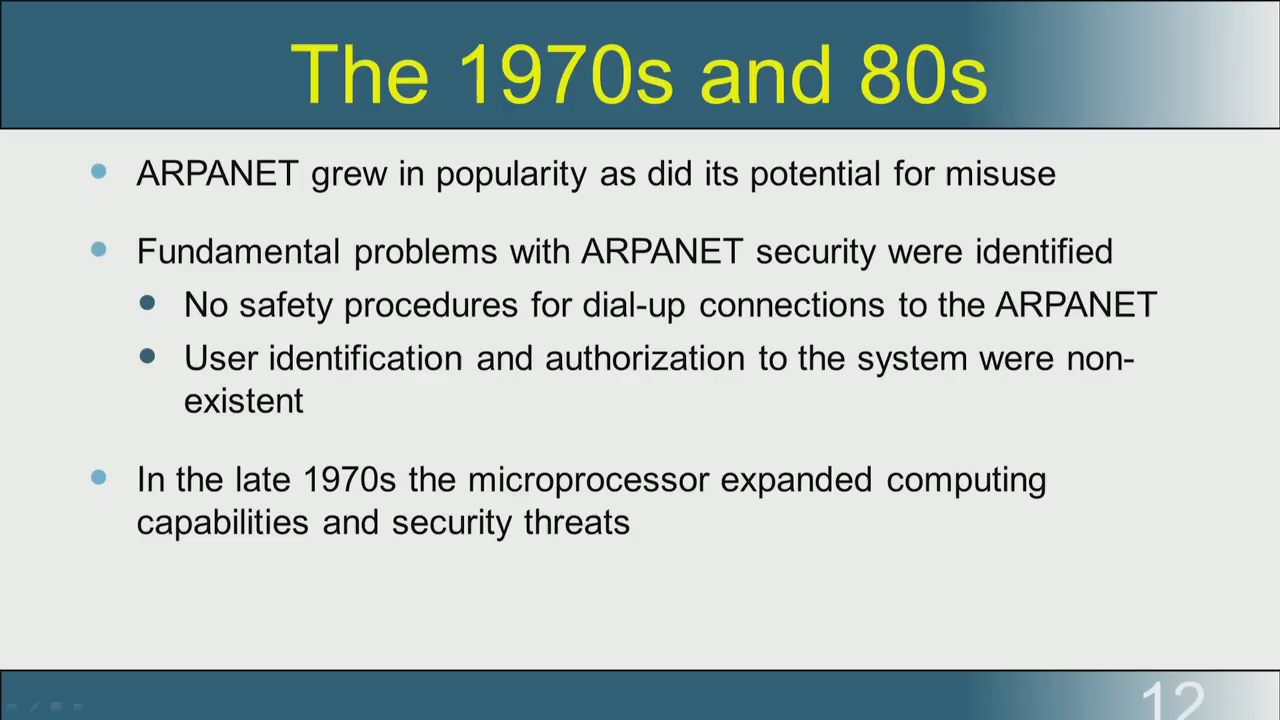 The 1970s and 80s
ARPANET grew in popularity as did its potential for misuse
Fundamental problems with ARPANET security were identified
No safety procedures for dial-up connections to the ARPANET
User identification and authorization to the system were non-
existent
In the late 1970s the microprocessor expanded computing
capabilities and security threats
12